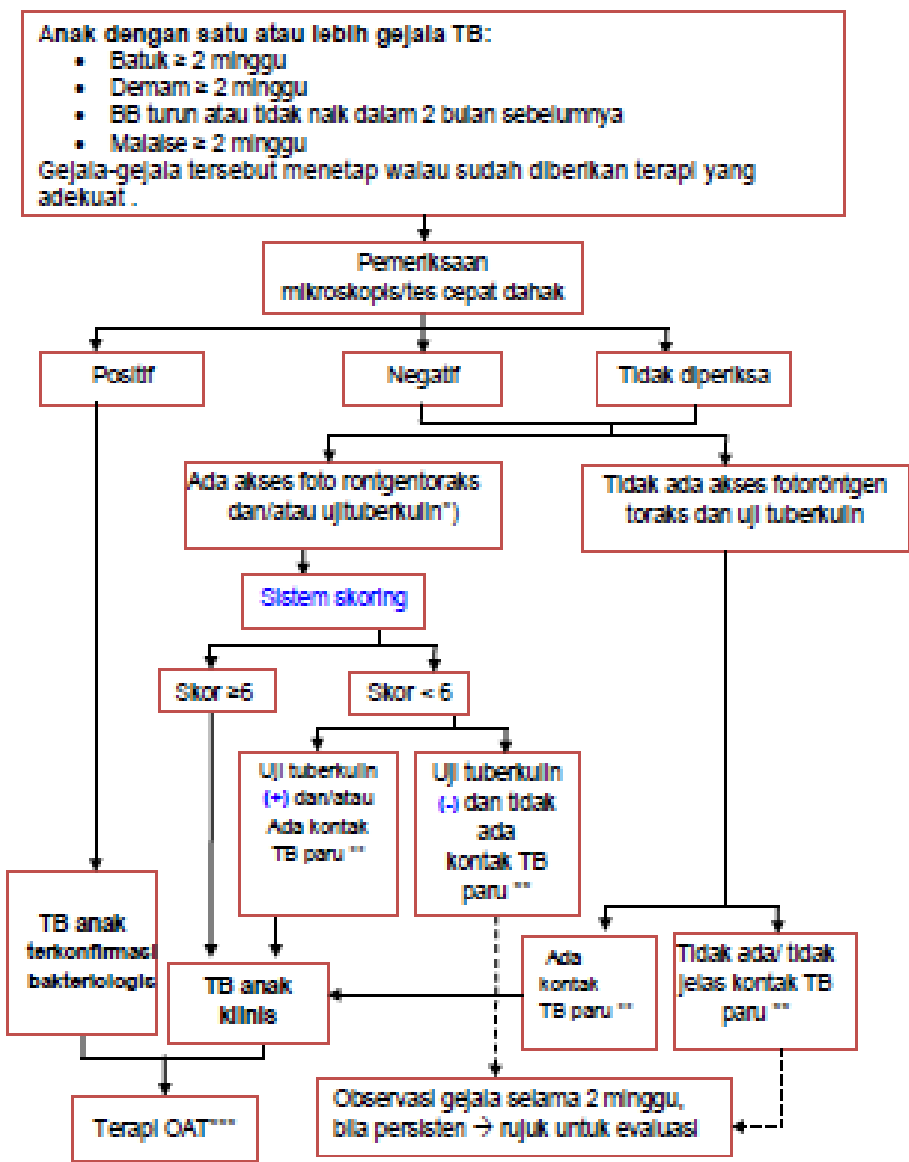 Anak dengan satu atau lebih gejala TB:
• Batuk ≥ 2 minggu
• Demam ≥ 2 minggu
• BB turun atau tidak naik dalam 2 bulan sebelumnya
• Malaise ≥ 2 minggu
Gejala-gejala tersebut menetap walau sudah diberikan terapi yang
adekuat .
Pemeriksaan
mikroskopis/tes cepat dahak
Positif
Negatif
Tidak diperiksa
Ada akses foto rontgentoraks
dan/atau ujituberkulin*)
Tidak ada akses fotoröntgen
toraks dan uji tuberkulin
Sistem skoring
Skor ≥6
Skor < 6
Uji tuberkulin
(+) dan/atau
Ada kontak
TB paru **
Uji tuberkulin
(-) dan tidak
ada
kontak TB
paru **
TB anak
terkonfirmasi
bakteriologis
TB anak
klinis
Ada
kontak
TB paru **
Tidak ada/ tidak
jelas kontak TB
paru **
Terapi OAT***
Observasi gejala selama 2 minggu,
bila persisten → rujuk untuk evaluasi